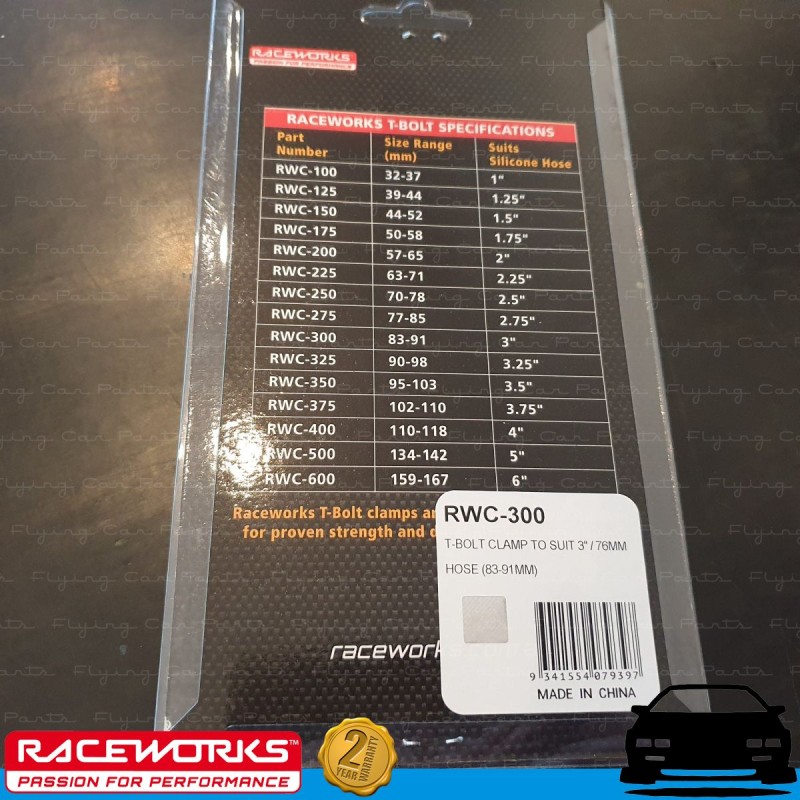 RACEWORKS
PASSION FOR PERFORMANCE
RACEWORKS T-BOLT SPECIFICATIONS
Part Number Size Range (mm) Suits Silicone Hose
RWC-100 32-37 1"
RWC-125 39-44 1.25"
RWC-150 44-52 1.5"
RWC-175 50-58 1.75"
RWC-200 57-65 2"
RWC-225 63-71 2.25"
RWC-250 70-78 2.5"
RWC-275 77-85 2.75"
RWC-300 83-91 3"
RWC-325 90-98 3.25"
RWC-350 95-103 3.5"
RWC-375 102-110 3.75"
RWC-400 110-118 4"
RWC-500 134-142 5"
RWC-600 159-167 6"
Raceworks T-Bolt clamps
for proven strength and
RWC-300
T-BOLT CLAMP TO SUIT 3" / 76MM
HOSE (83-91MM)
9 341554 079397
MADE IN CHINA
racework
RACEWORKS™
PASSION FOR PERFORMANCE
2
YEAR WARRANTY
Flying Car Parts